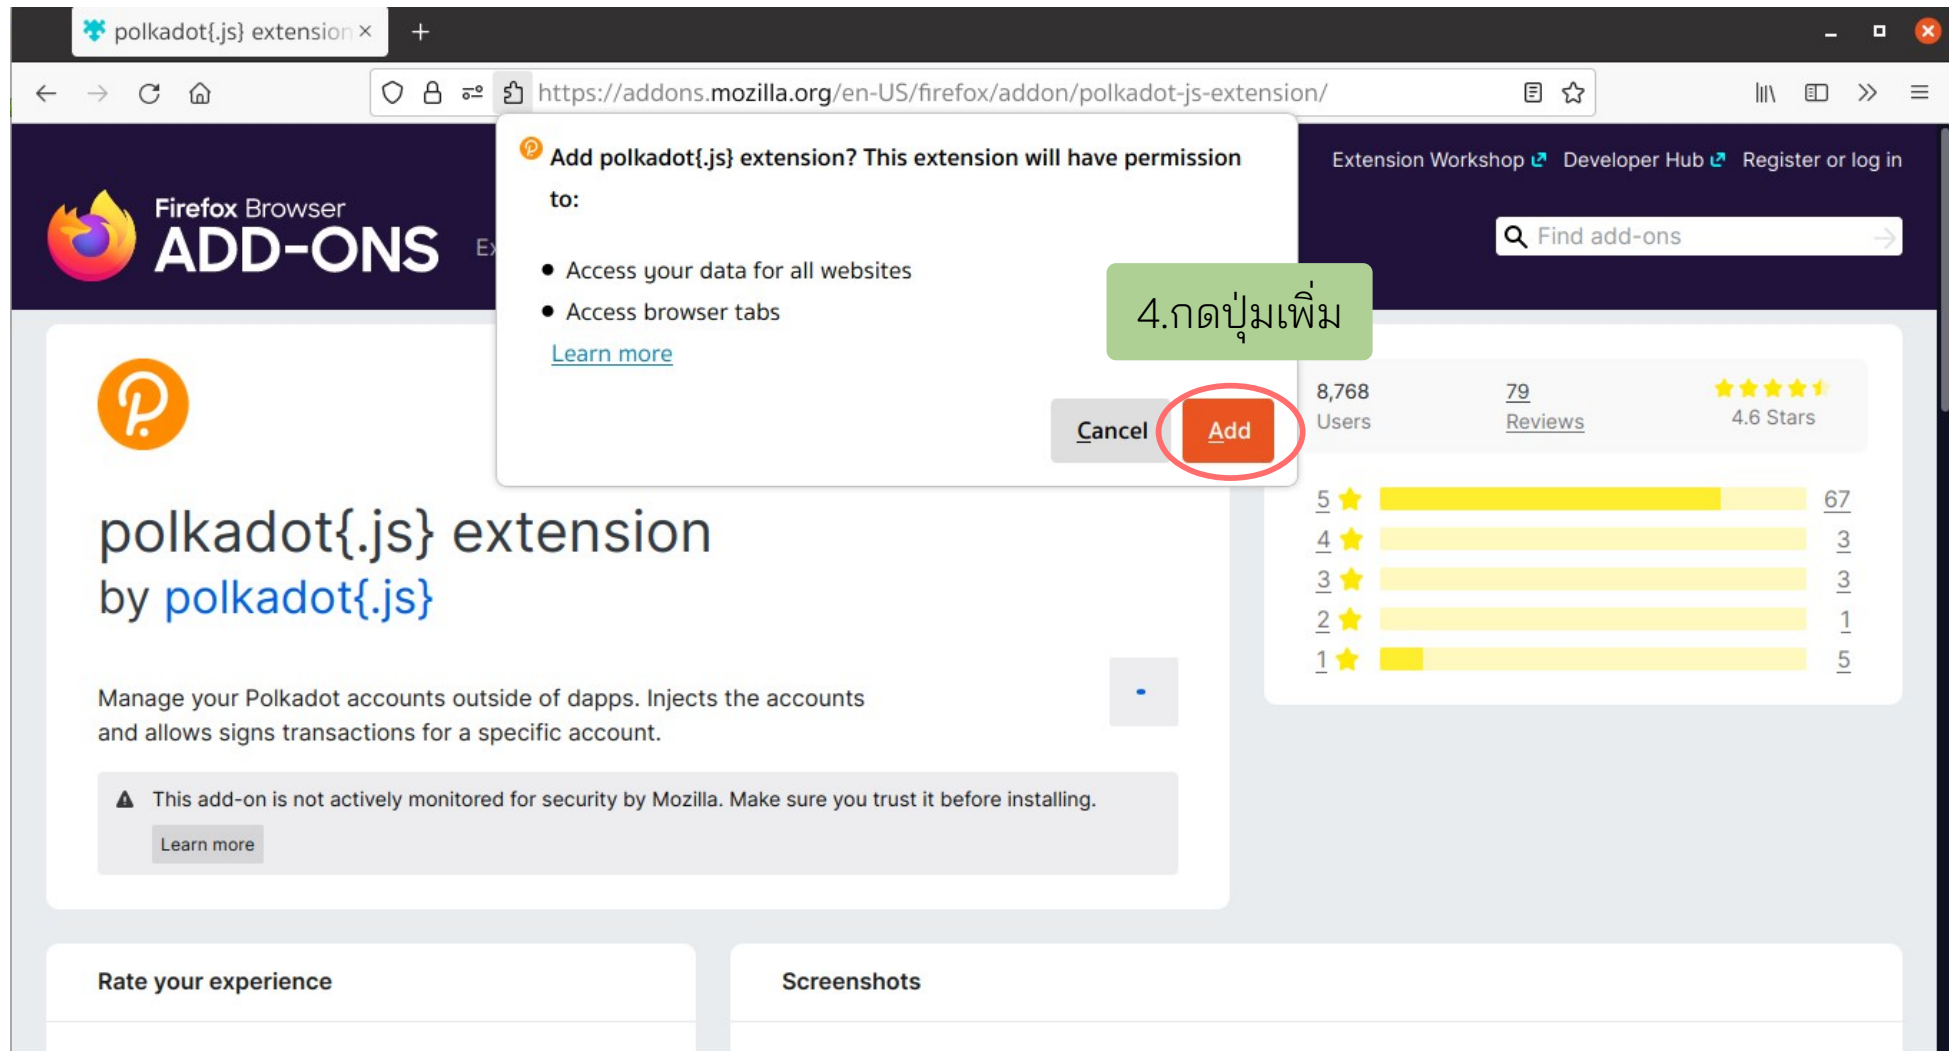 polkadot{.js} extension
https://addons.mozilla.org/en-US/firefox/addon/polkadot-js-extension/
Add polkadot{.js} extension? This extension will have permission
to:
Access your data for all websites
Access browser tabs
Learn more
Cancel
Add
4.กดปุ่มเพิ่ม
Extension Workshop
Developer Hub
Register or log in
Firefox Browser
ADD-ONS
Find add-ons
8,768
Users
79
Reviews
4.6 Stars
5
67
4
3
3
3
2
1
1
5
polkadot{.js} extension
by polkadot{.js}
Manage your Polkadot accounts outside of dapps. Injects the accounts
and allows signs transactions for a specific account.
This add-on is not actively monitored for security by Mozilla. Make sure you trust it before installing.
Learn more
Rate your experience
Screenshots